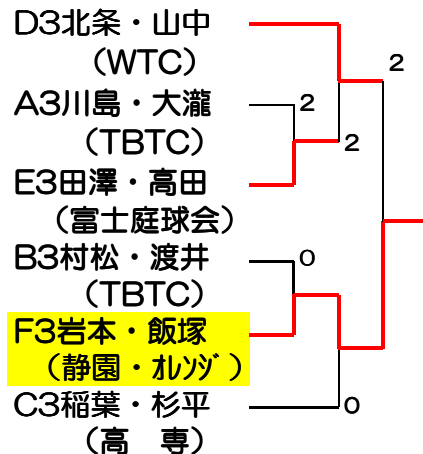 D3北条・山中
(WTC)
2
A3川島・大瀧
2
(TBTC)
2
E3田澤・高田
(富士庭球会)
B3村松・渡井
0
(TBTC)
F3岩本・飯塚
(静園・ｵﾚﾝｼﾞ)
C3稲葉・杉平
0
(高　専)